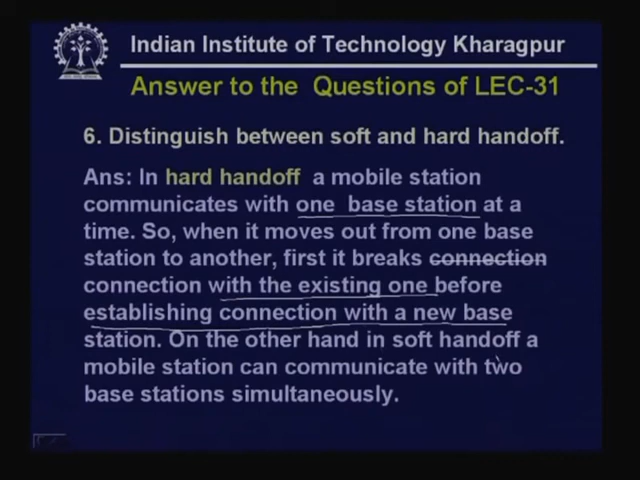 Indian Institute of Technology Kharagpur
Answer to the Questions of LEC-31
6. Distinguish between soft and hard handoff.
Ans: In hard handoff a mobile station
communicates with one base station at a
time. So, when it moves out from one base
station to another, first it breaks connection
connection with the existing one before
establishing connection with a new base
station. On the other hand in soft handoff a
mobile station can communicate with two
base stations simultaneously.